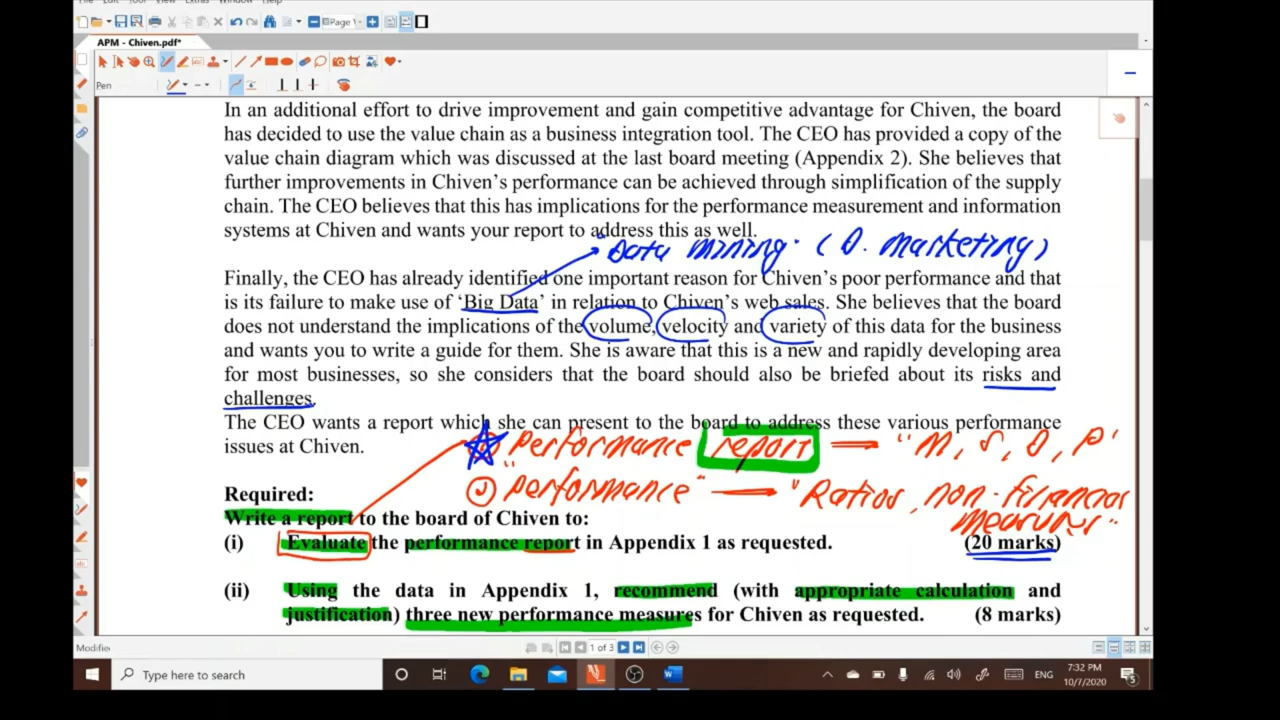 File Edit Tool View Extras Window Help
Page
APM - Chiven.pdf*
Pen
In an additional effort to drive improvement and gain competitive advantage for Chiven, the board
has decided to use the value chain as a business integration tool. The CEO has provided a copy of the
value chain diagram which was discussed at the last board meeting (Appendix 2). She believes that
further improvements in Chiven's performance can be achieved through simplification of the supply
chain. The CEO believes that this has implications for the performance measurement and information
systems at Chiven and wants your report to address this as well.
Data mining. (D. marketing)
Finally, the CEO has already identified one important reason for Chiven's poor performance and that
is its failure to make use of 'Big Data' in relation to Chiven's web sales. She believes that the board
does not understand the implications of the volume, velocity and variety of this data for the business
and wants you to write a guide for them. She is aware that this is a new and rapidly developing area
for most businesses, so she considers that the board should also be briefed about its risks and
challenges.
The CEO wants a report which she can present to the board to address these various performance
issues at Chiven.
Performance report "M, S, O, P"
② "Performance" "Ratios, non-financial
measures"
Required:
Write a report to the board of Chiven to:
(i) Evaluate the performance report in Appendix 1 as requested. (20 marks)
(ii) Using the data in Appendix 1, recommend (with appropriate calculation and
justification) three new performance measures for Chiven as requested. (8 marks)
Modifie
1 of 3
Type here to search
ENG
7:32 PM
10/7/2020
5